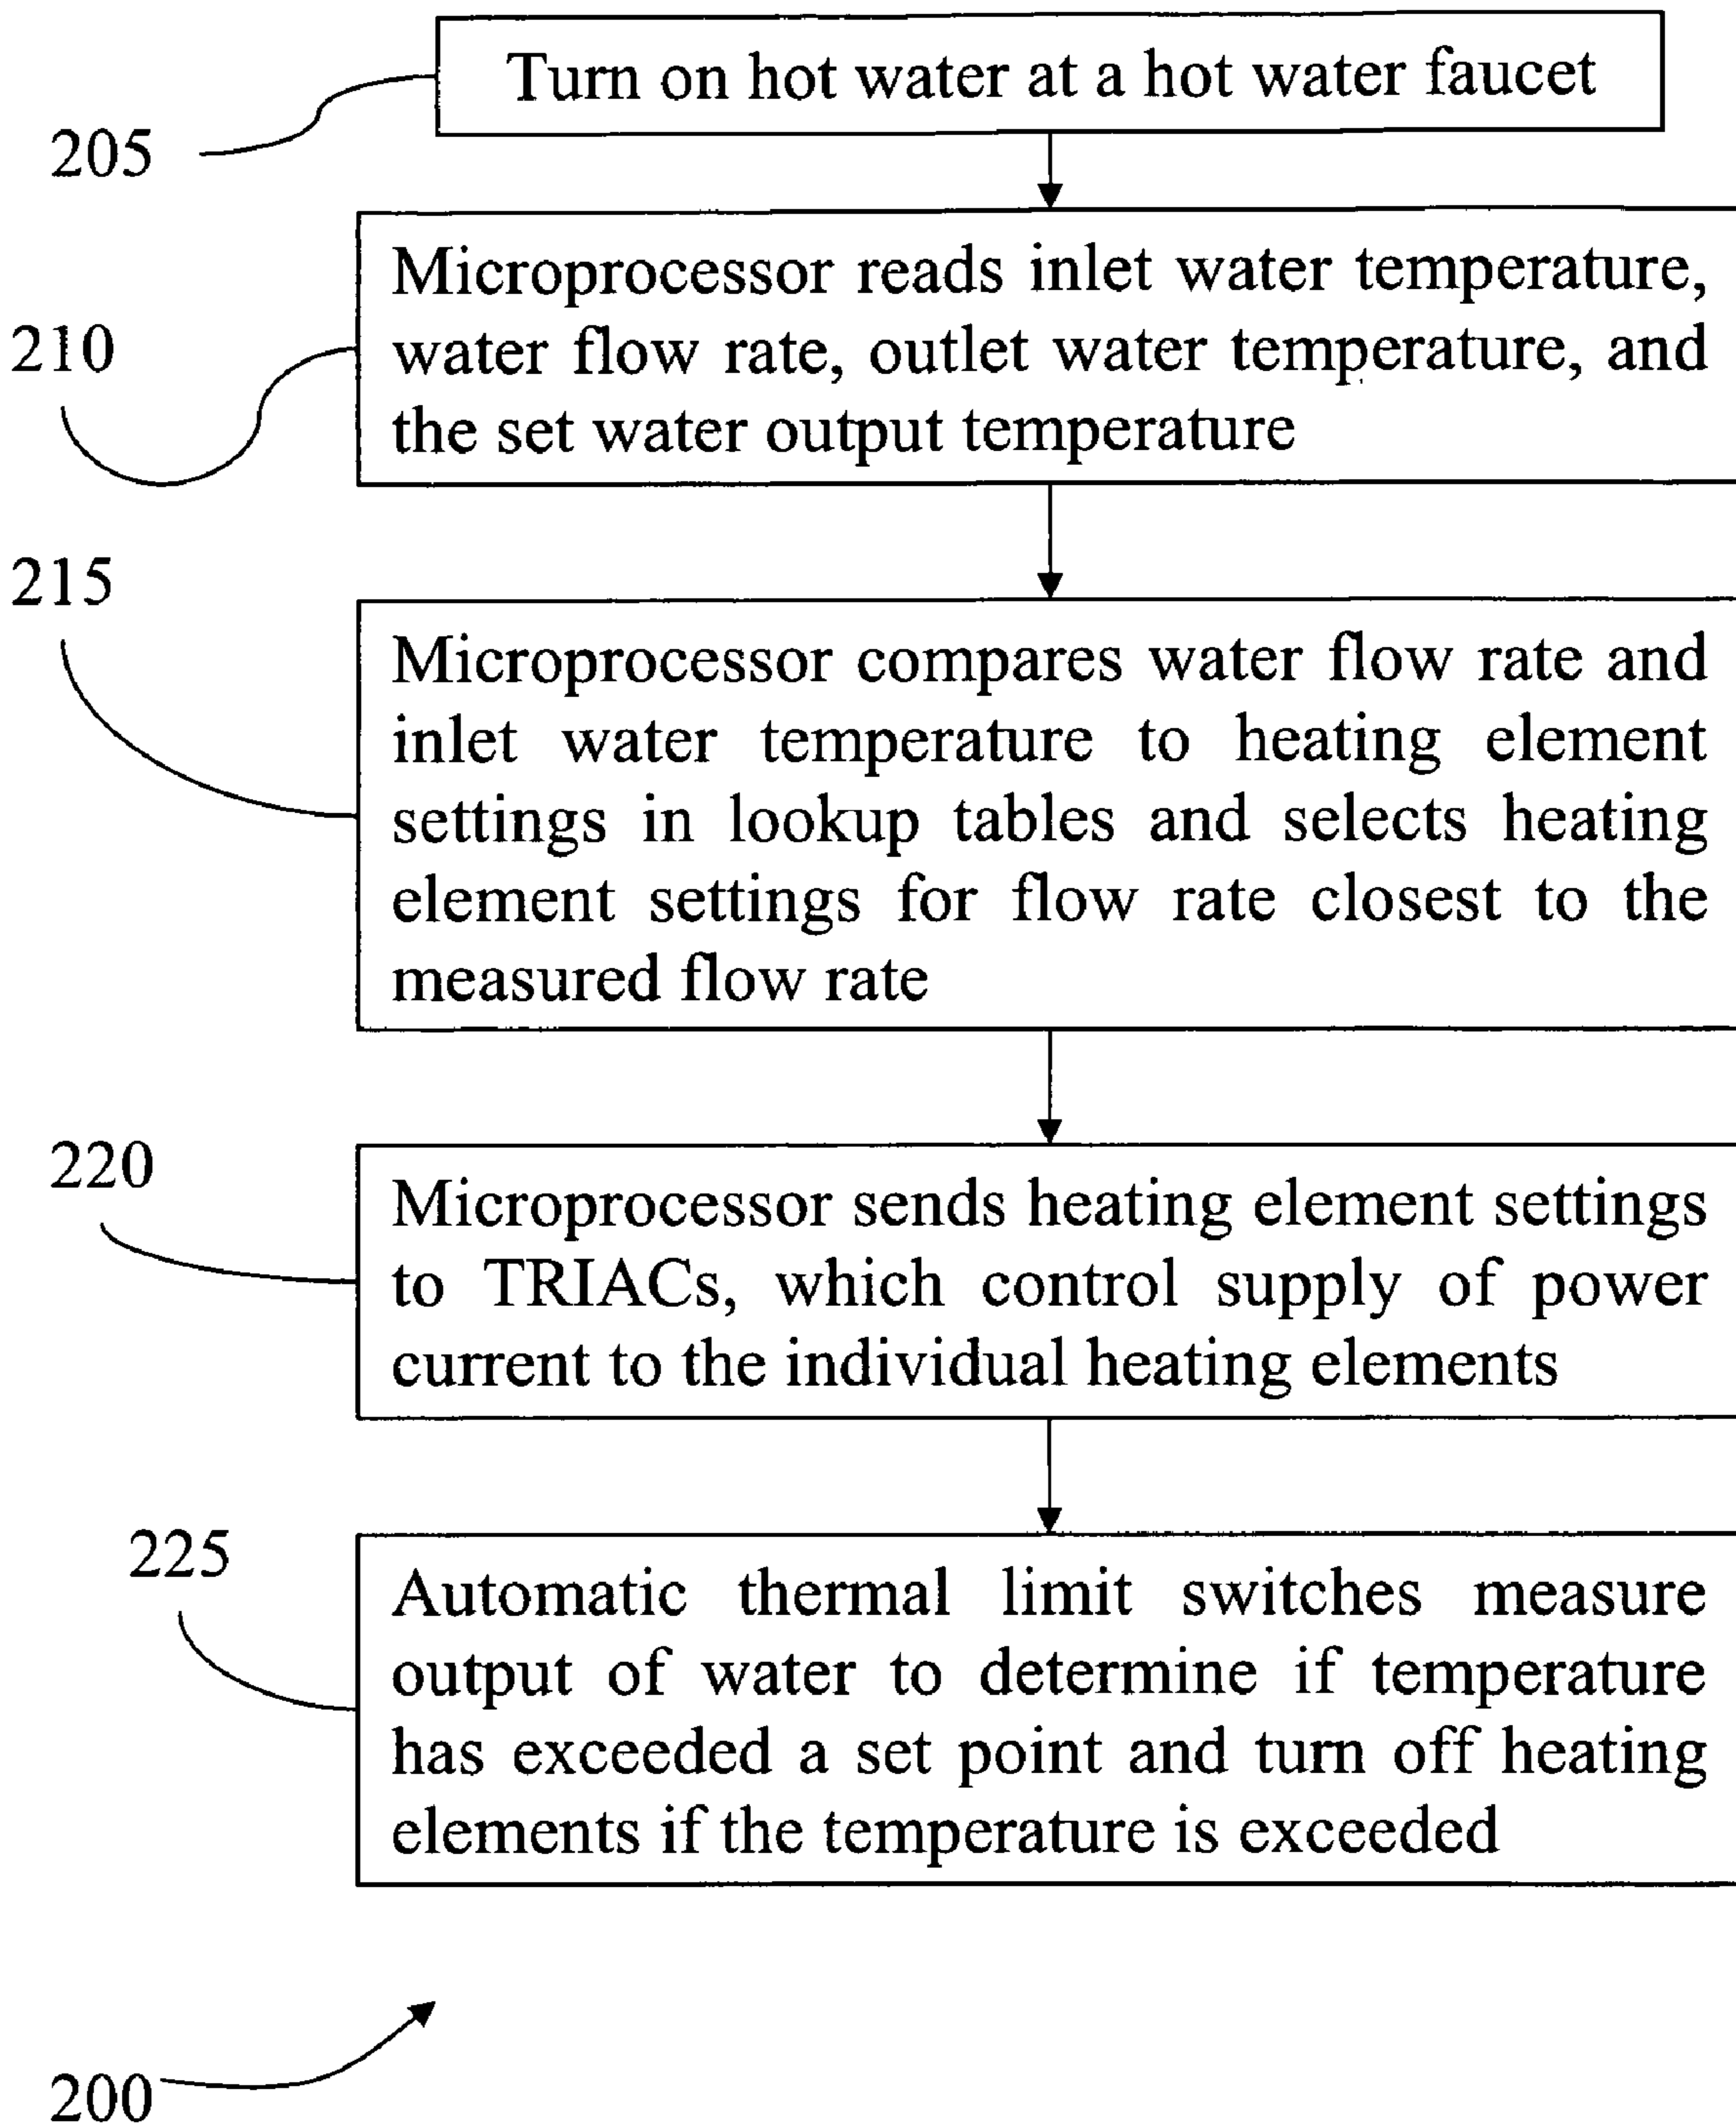 Turn on hot water at a hot water faucet
205
Microprocessor reads inlet water temperature,
water flow rate, outlet water temperature, and
the set water output temperature
210
215
Microprocessor compares water flow rate and
inlet water temperature to heating element
settings in lookup tables and selects heating
element settings for flow rate closest to the
measured flow rate
220
Microprocessor sends heating element settings
to TRIACs, which control supply of power
current to the individual heating elements
225
Automatic thermal limit switches measure
output of water to determine if temperature
has exceeded a set point and turn off heating
elements if the temperature is exceeded
200